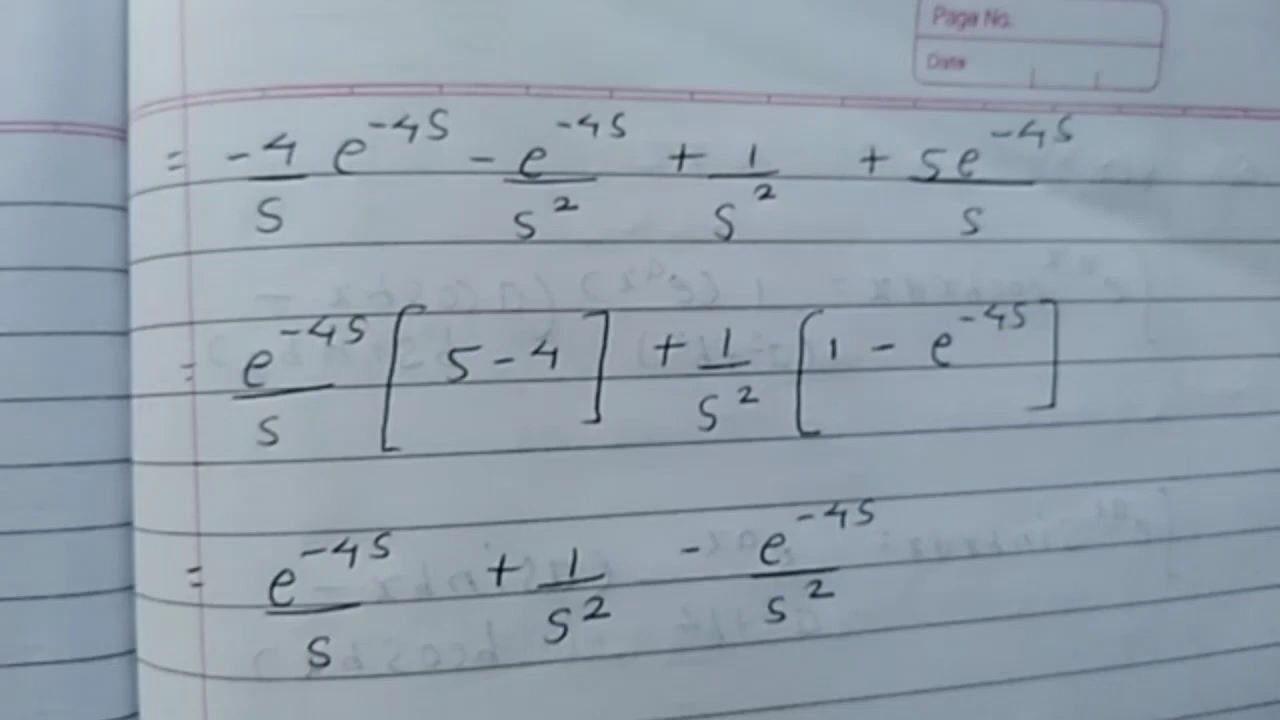 Page No.
Date
= -4/s e^{-4s} - e^{-4s}/s² + 1/s² + 5e^{-4s}/s
= e^{-4s}/s [5-4] + 1/s² [1 - e^{-4s}]
= e^{-4s}/s + 1/s² - e^{-4s}/s²